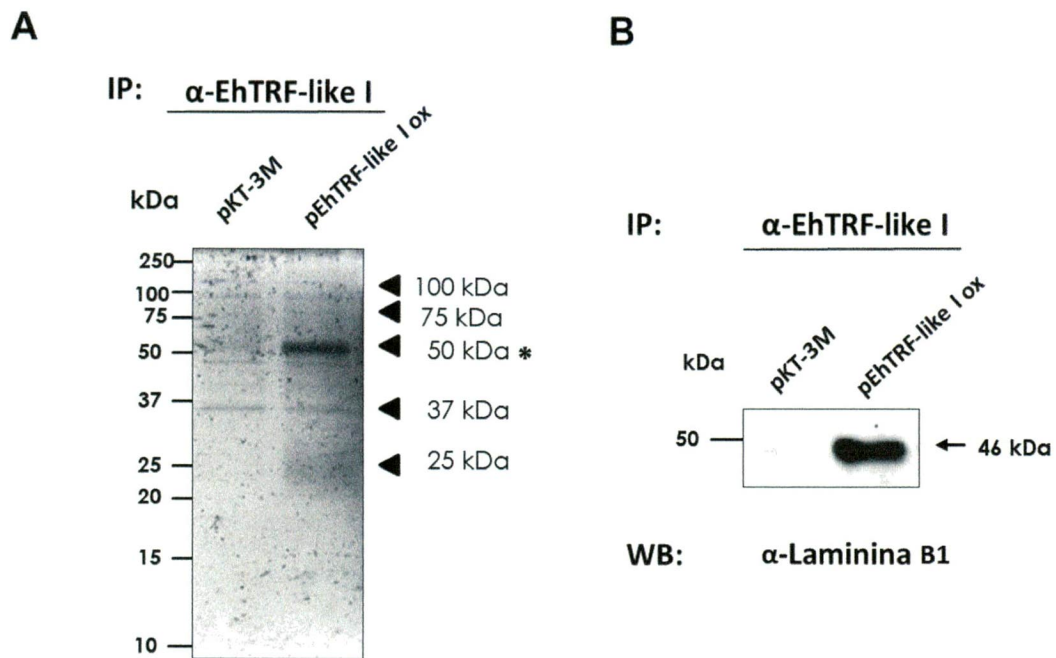 A
IP: α-EhTRF-like I
pKT-3M
pEhTRF-like I ox
kDa
250
100
75
50
37
25
20
15
10
100 kDa
75 kDa
50 kDa *
37 kDa
25 kDa
B
IP: α-EhTRF-like I
pKT-3M
pEhTRF-like I ox
kDa
50
46 kDa
WB: α-Laminina B1